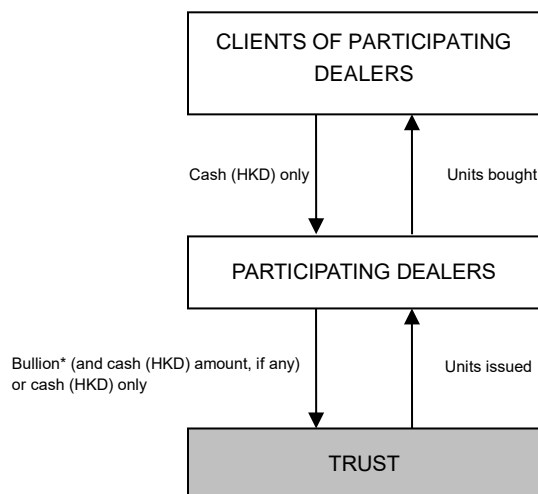 CLIENTS OF PARTICIPATING
DEALERS
Cash (HKD) only
Units bought
PARTICIPATING DEALERS
Bullion* (and cash (HKD) amount, if any)
or cash (HKD) only
Units issued
TRUST